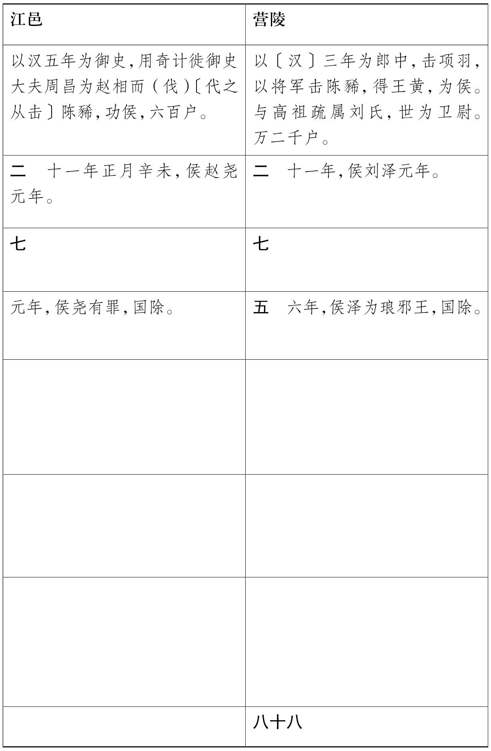 江邑
以汉五年为御史，用奇计徙御史
大夫周昌为赵相而（伐）〔代之
从击〕陈豨，功侯，六百户。
二　十一年正月辛未，侯赵尧
元年。
七
元年，侯尧有罪，国除。
营陵
以〔汉〕三年为郎中，击项羽，
以将军击陈豨，得王黄，为侯。
与高祖疏属刘氏，世为卫尉。
万二千户。
二　十一年，侯刘泽元年。
七
五　六年，侯泽为琅邪王，国除。
八十八